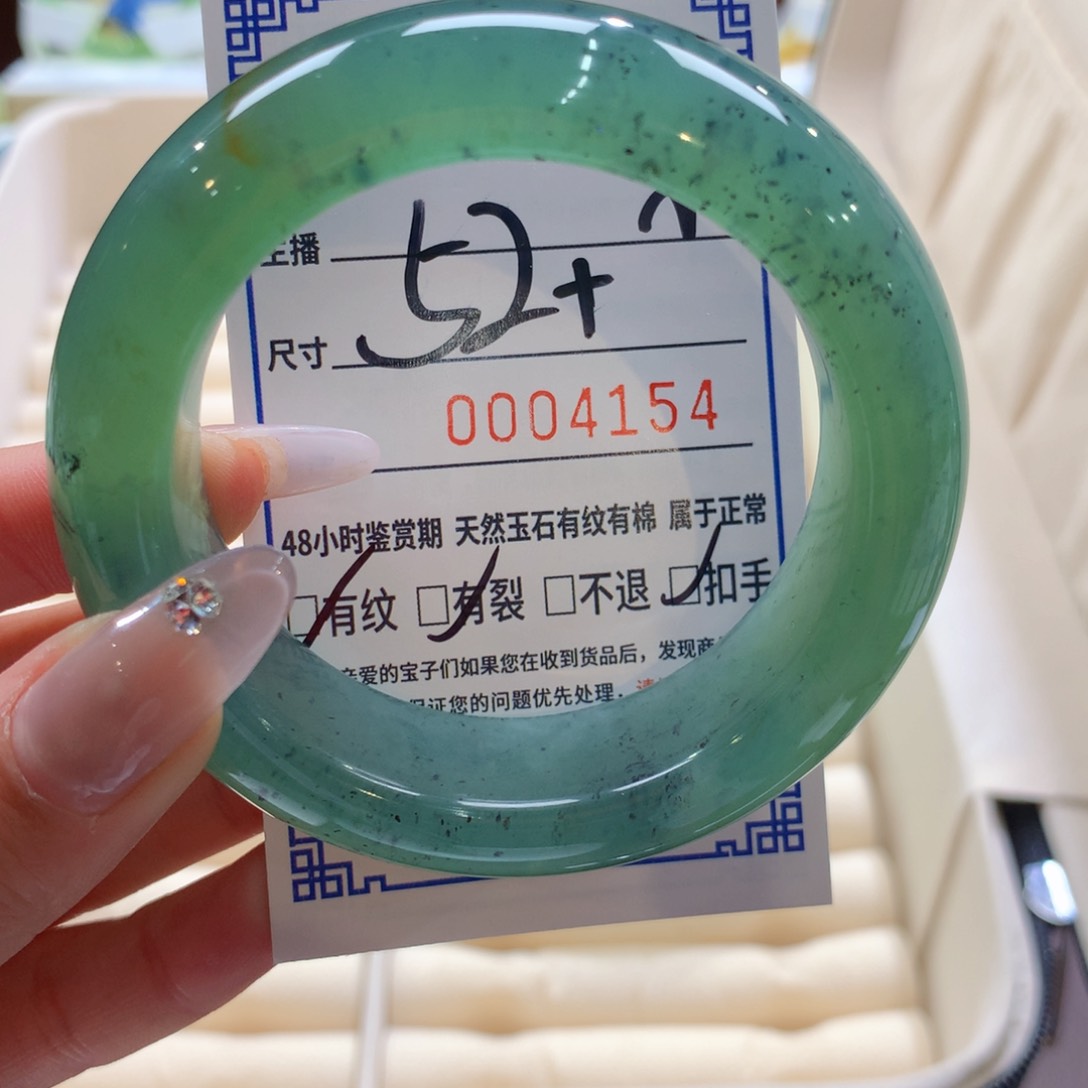 主播
尺寸 52+
0004154
48小时鉴赏期 天然玉石有纹有棉 属于正常
□有纹 □有裂 □不退 □扣手
亲爱的宝子们如果您在收到货品后，发现商
保证您的问题优先处理，请